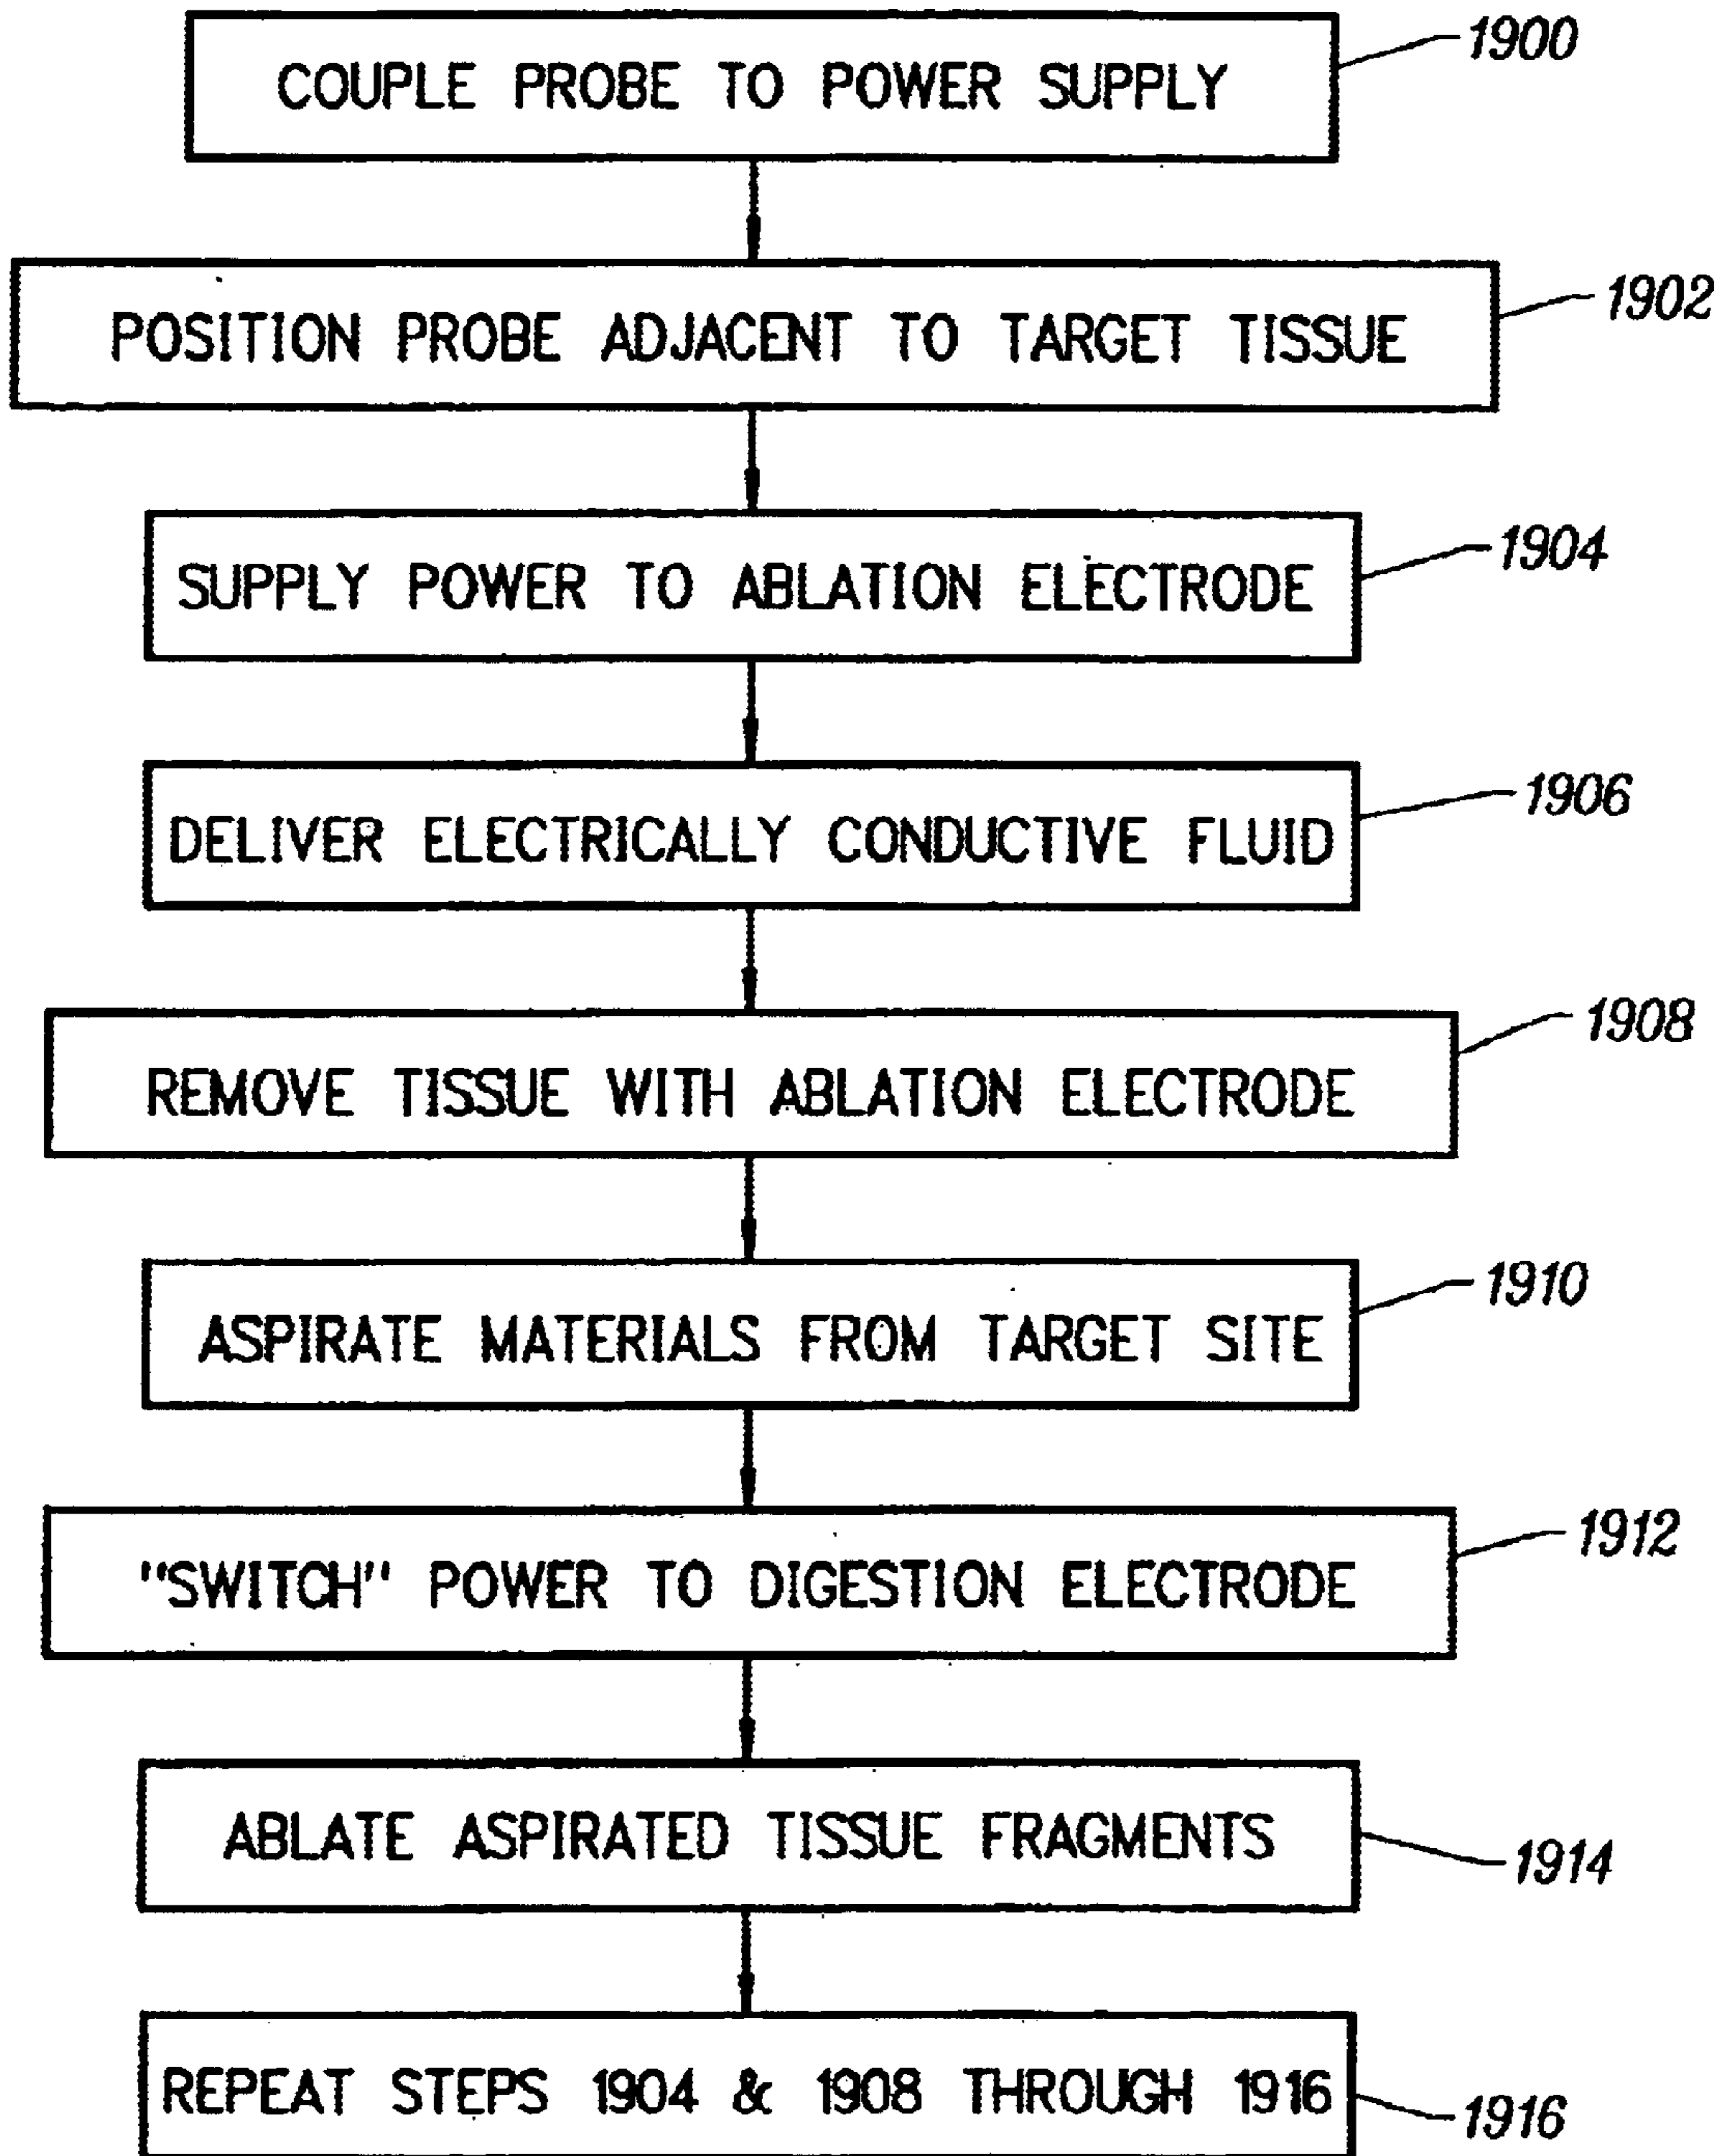 COUPLE PROBE TO POWER SUPPLY
1900
POSITION PROBE ADJACENT TO TARGET TISSUE
1902
SUPPLY POWER TO ABLATION ELECTRODE
1904
DELIVER ELECTRICALLY CONDUCTIVE FLUID
1906
REMOVE TISSUE WITH ABLATION ELECTRODE
1908
ASPIRATE MATERIALS FROM TARGET SITE
1910
"SWITCH" POWER TO DIGESTION ELECTRODE
1912
ABLATE ASPIRATED TISSUE FRAGMENTS
1914
REPEAT STEPS 1904 & 1908 THROUGH 1916
1916